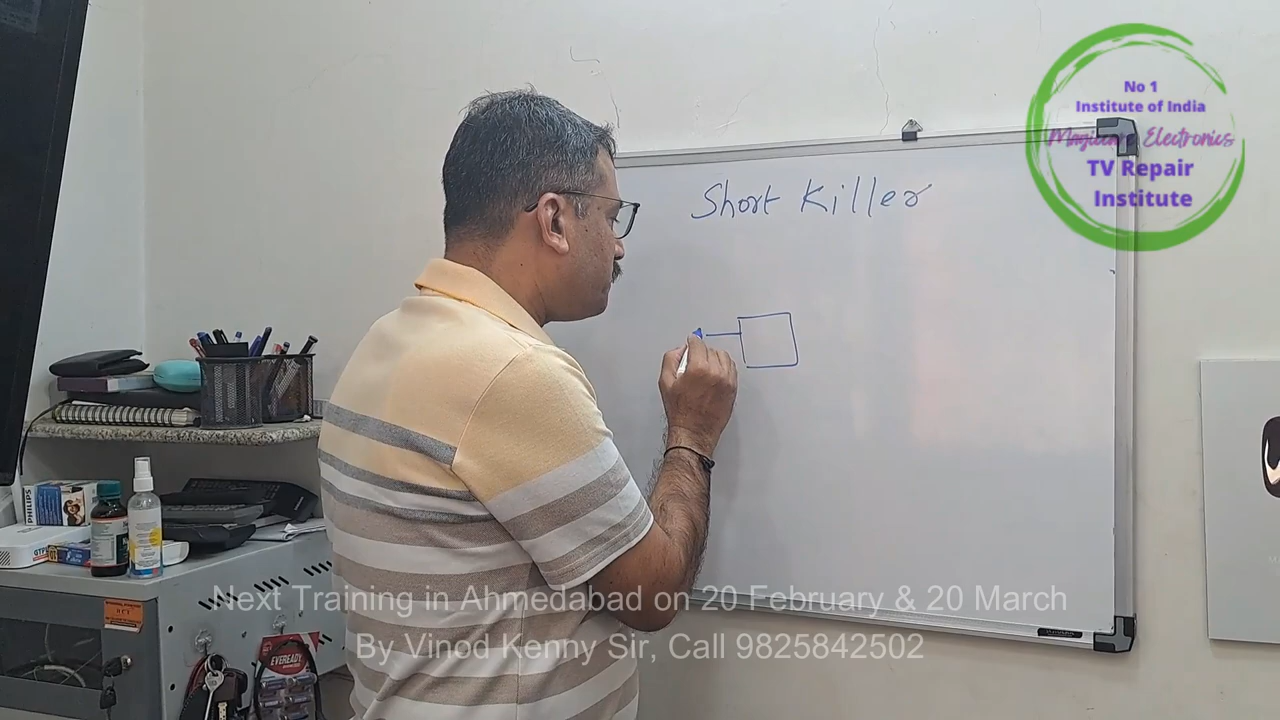 No 1
Institute of India
Magicare Electronics
TV Repair
Institute
Short Killer
PHILIPS
EVEREADY
Next Training in Ahmedabad on 20 February & 20 March
By Vinod Kenny Sir, Call 9825842502